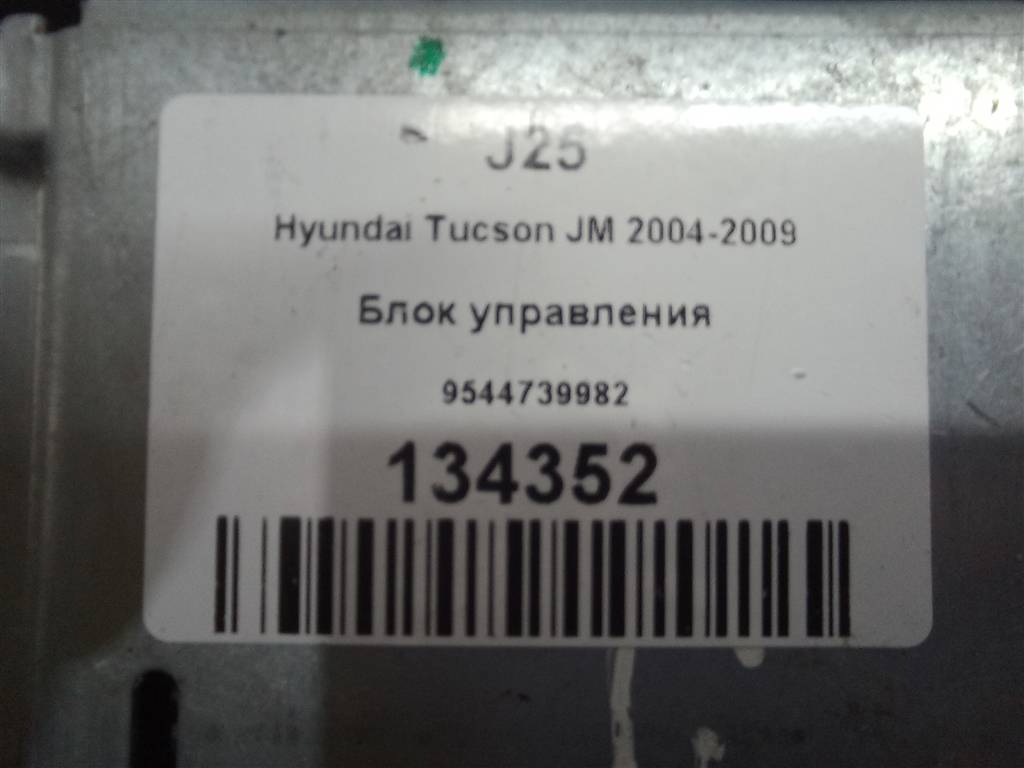 J25
Hyundai Tucson JM 2004-2009
Блок управления
9544739982
134352